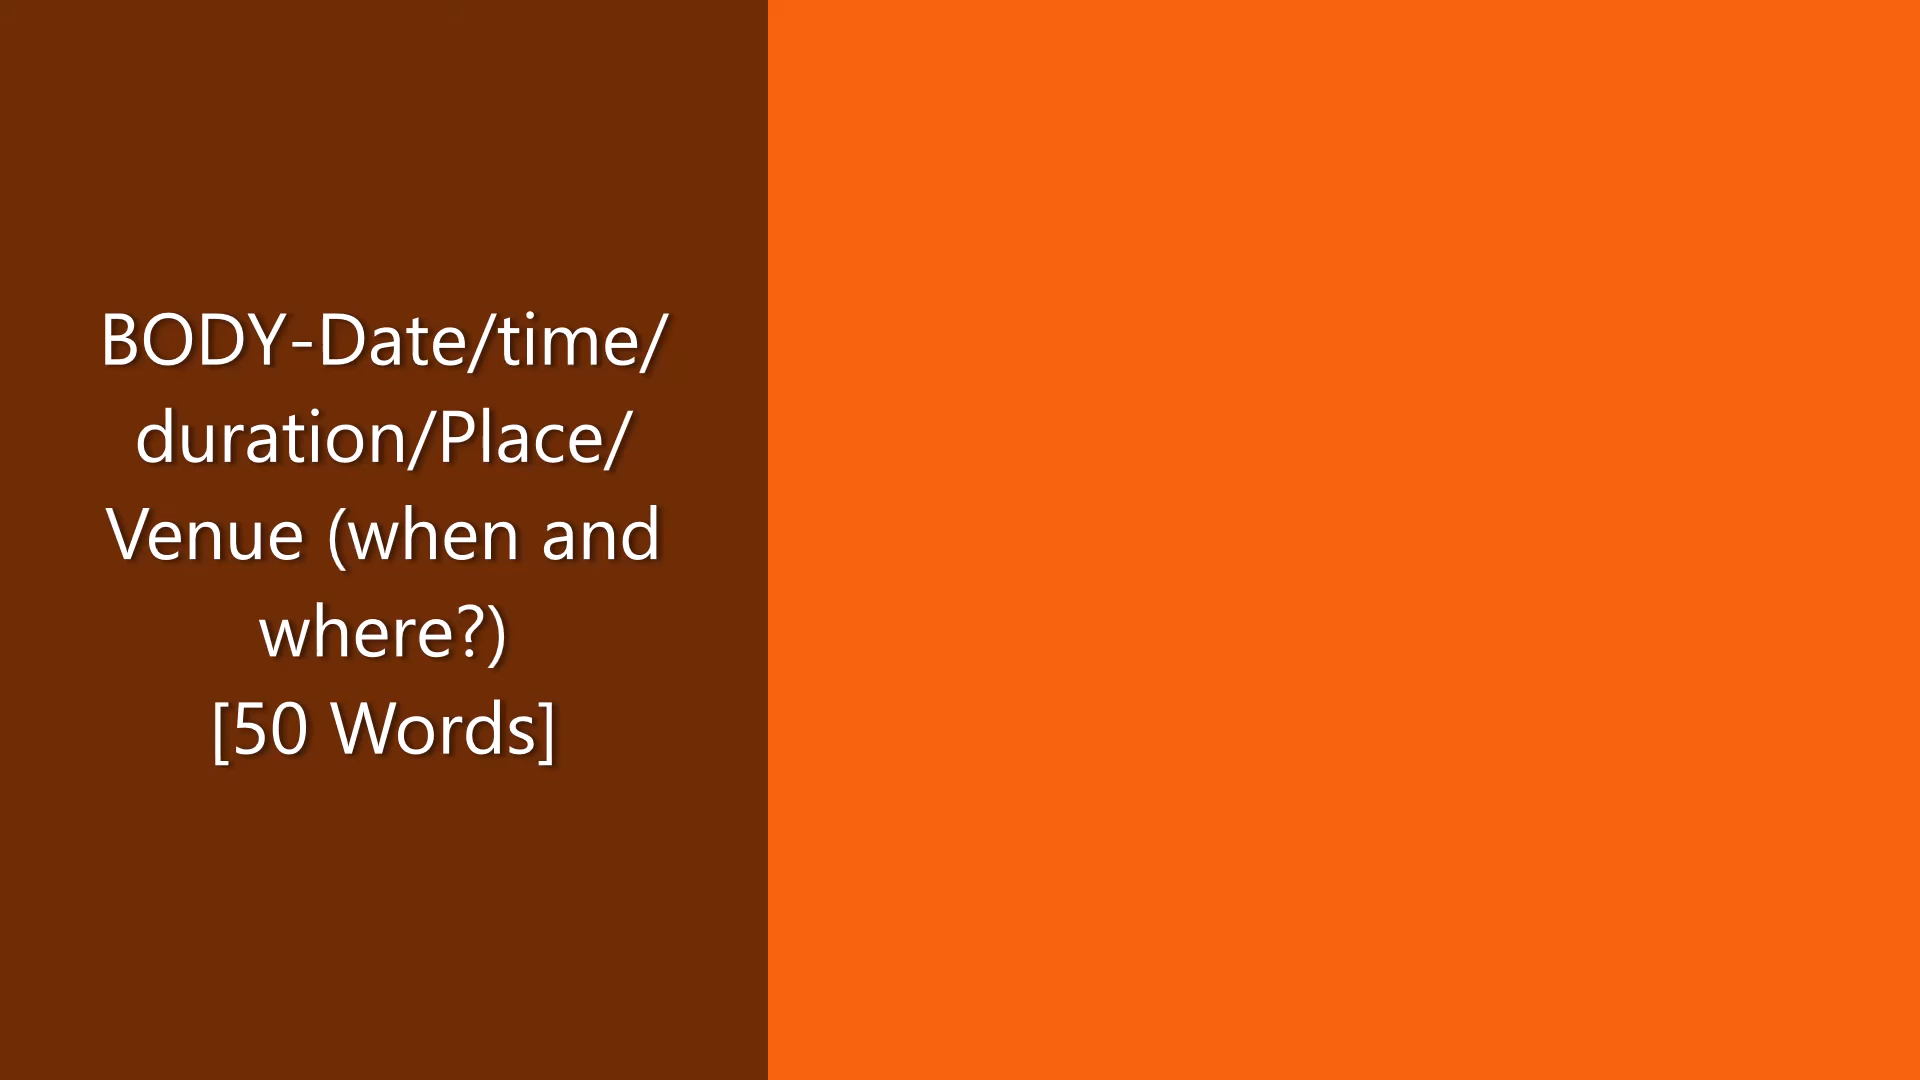 BODY-Date/time/
duration/Place/
Venue (when and
where?)
[50 Words]